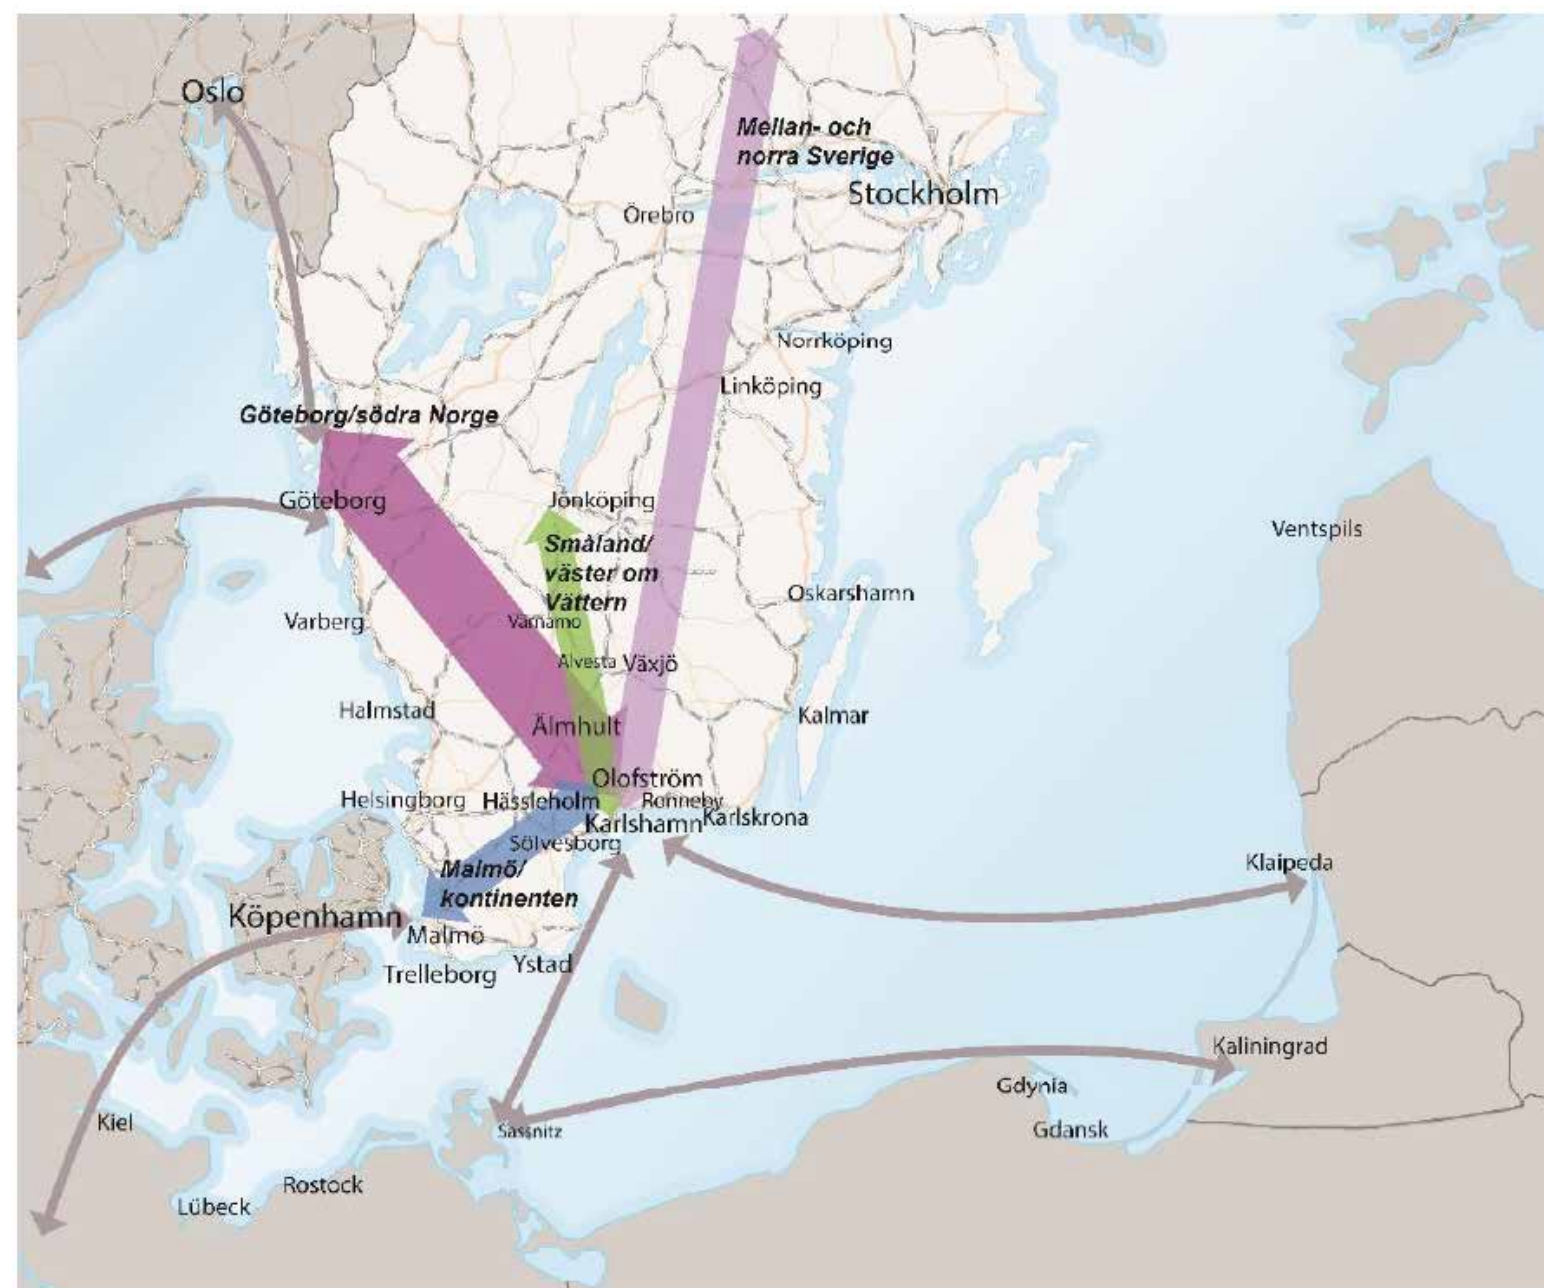 Oslo
Mellan- och
norra Sverige
Stockholm
Örebro
Norrköping
Linköping
Göteborg/södra Norge
Göteborg
Jönköping
Ventspils
Småland/
väster om
Vättern
Oskarshamn
Varberg
Värnamo
Alvesta
Växjö
Halmstad
Kalmar
Älmhult
Olofström
Helsingborg
Hässleholm
Ronneby
Karlshamn
Karlskrona
Sölvesborg
Klaipeda
Malmö/
kontinenten
Köpenhamn
Malmö
Ystad
Trelleborg
Kaliningrad
Gdynia
Kiel
Sassnitz
Gdansk
Rostock
Lübeck